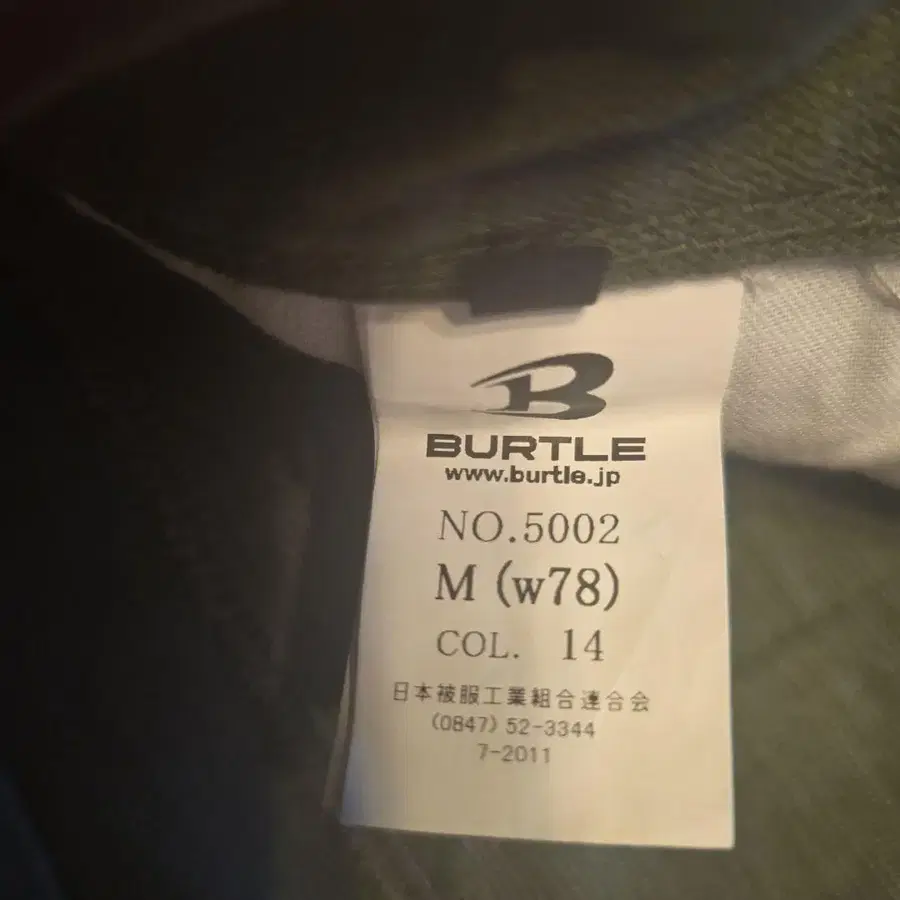 B
BURTLE
www.burtle.jp
NO.5002
M (w78)
COL. 14
日本被服工業組合連合会
(0847) 52-3344
7-2011